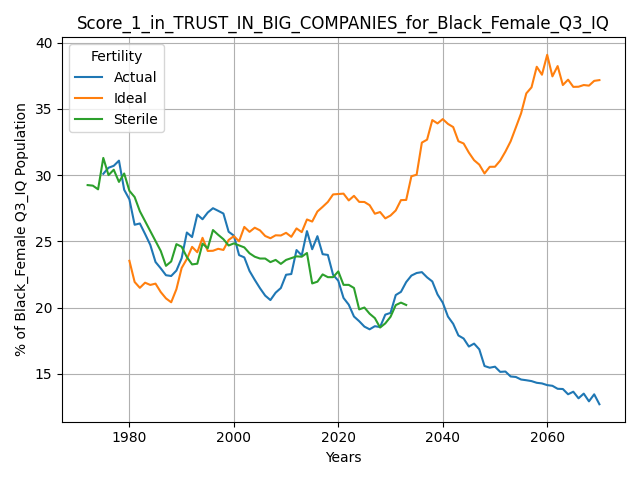 Score_1_in_TRUST_IN_BIG_COMPANIES_for_Black_Female_Q3_IQ
Fertility
Actual
Ideal
Sterile
% of Black_Female Q3_IQ Population
40
35
30
25
20
15
1980
2000
2020
2040
2060
Years